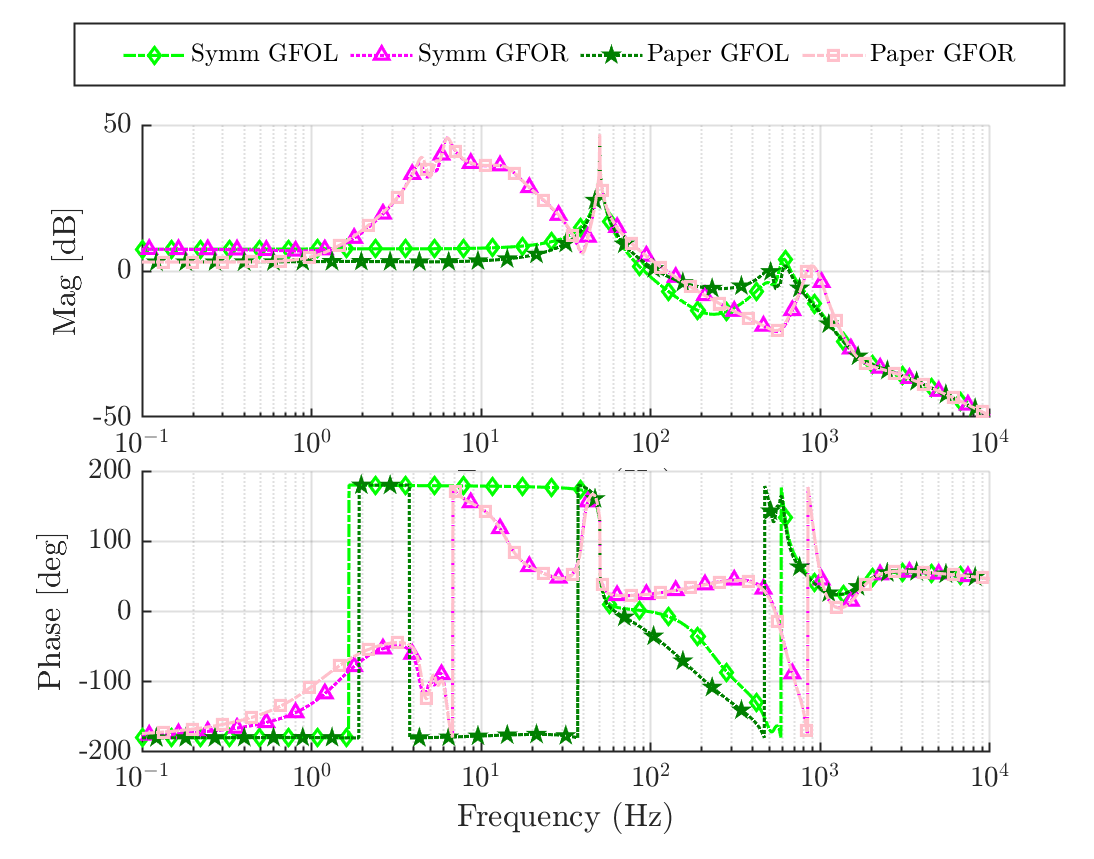 Symm GFOL Symm GFOR Paper GFOL Paper GFOR
50
0
-50
Mag [dB]
10⁻¹ 10⁰ 10¹ 10² 10³ 10⁴
200
100
0
-100
-200
Phase [deg]
10⁻¹ 10⁰ 10¹ 10² 10³ 10⁴
Frequency (Hz)